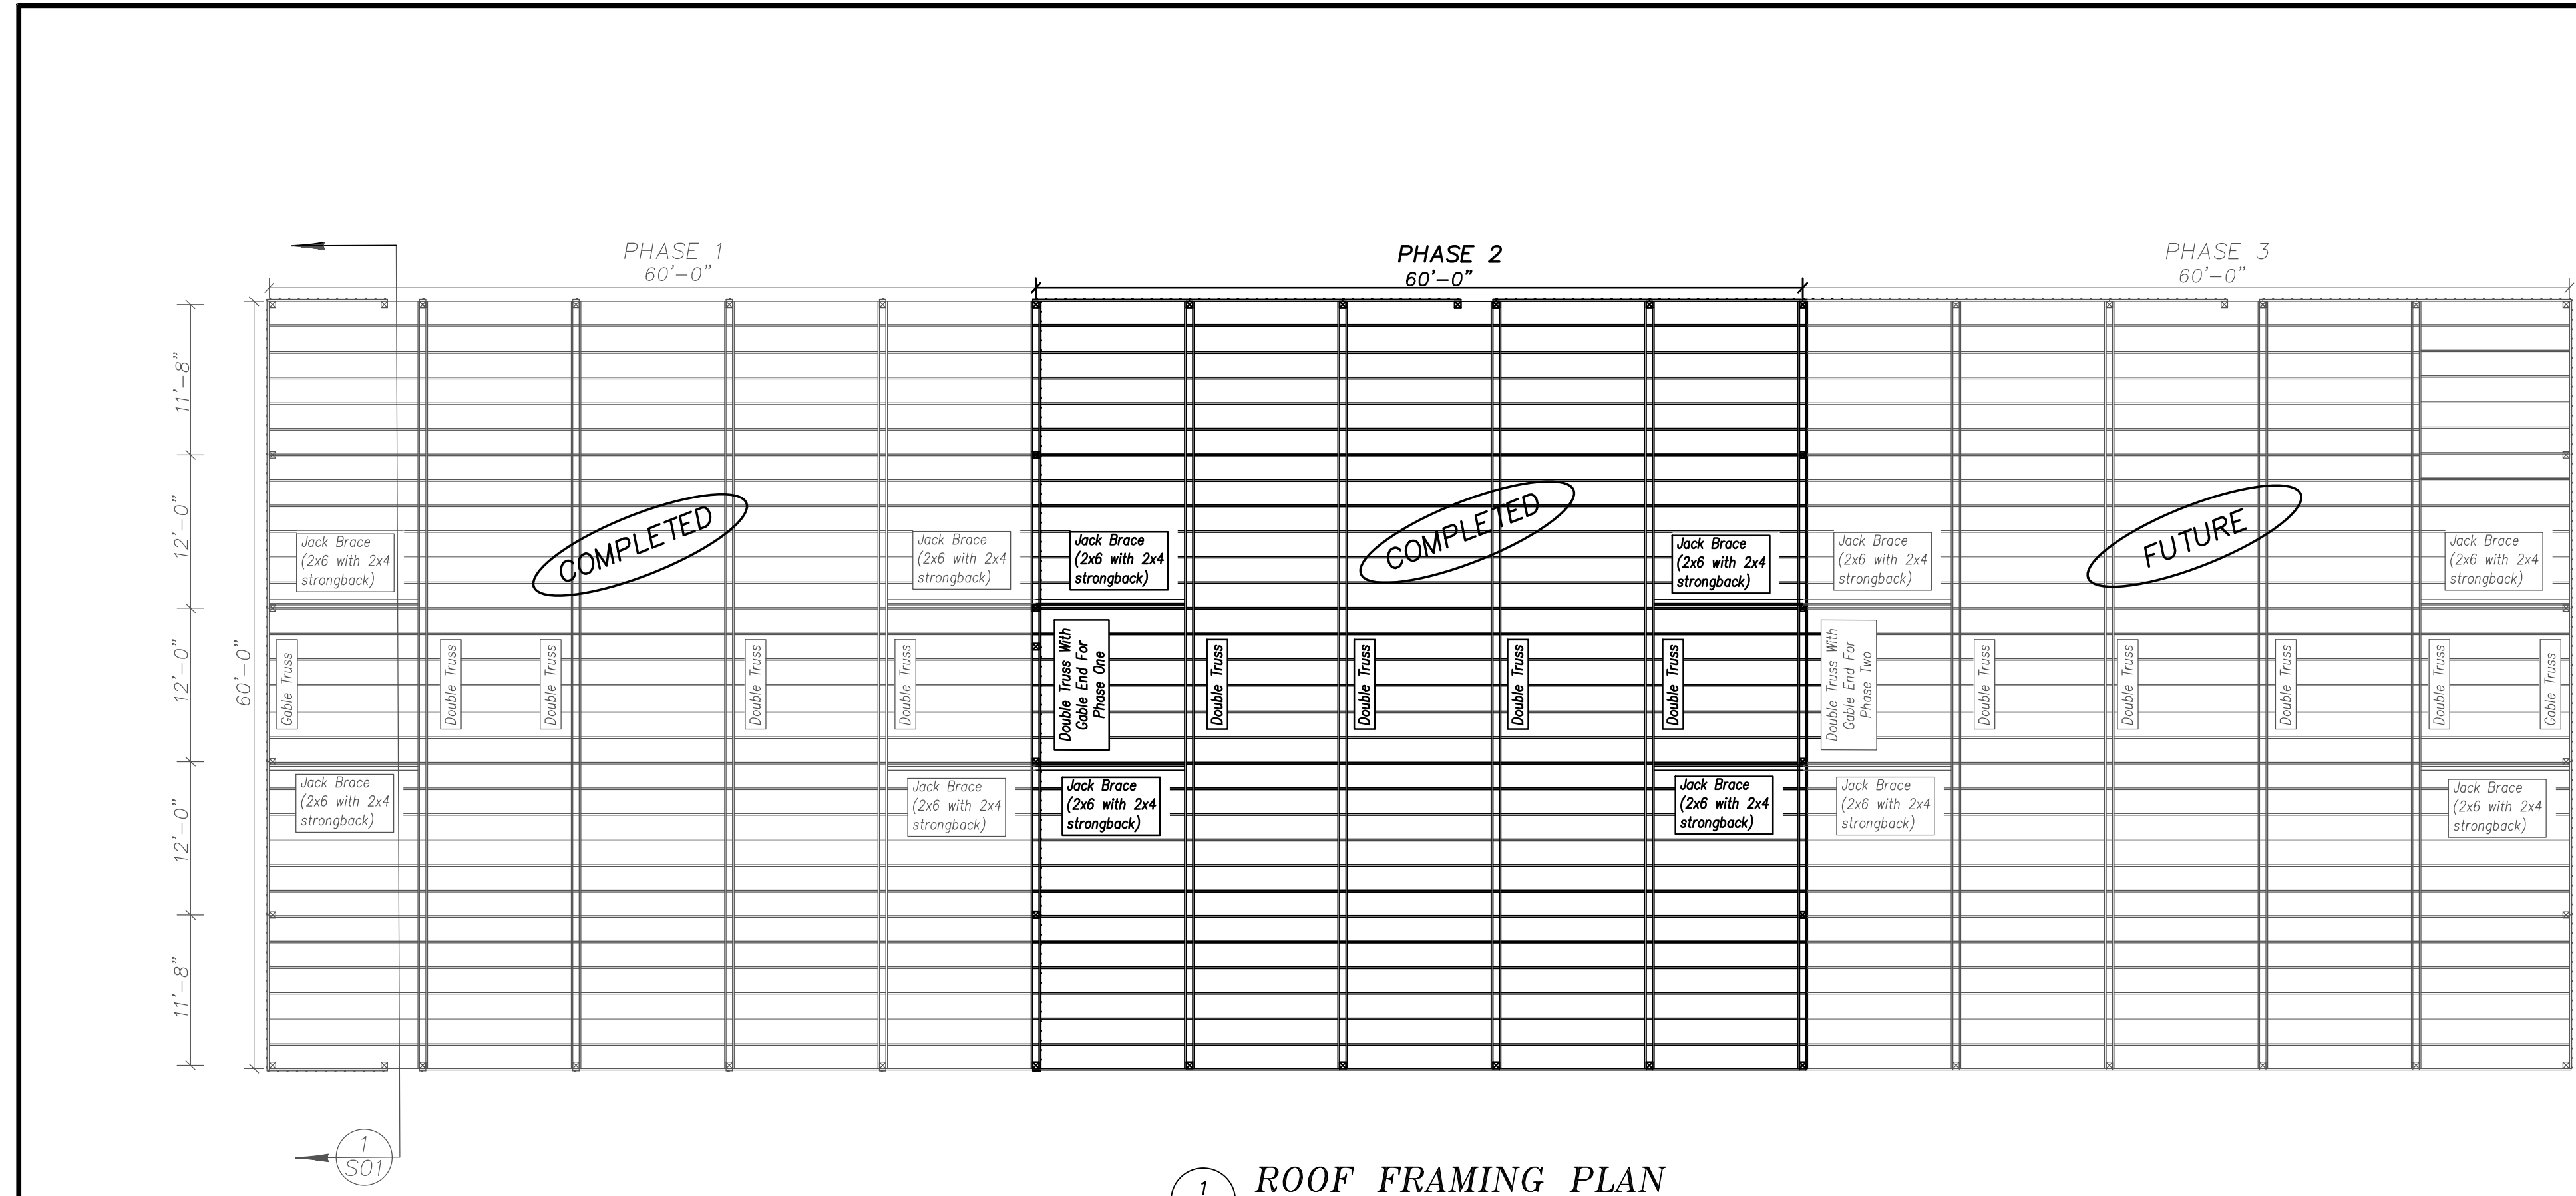 PHASE 1
60'-0"
PHASE 2
60'-0"
PHASE 3
60'-0"
11'-8"
12'-0"
12'-0"
12'-0"
11'-8"
60'-0"
COMPLETED
COMPLETED
FUTURE
Jack Brace
(2x6 with 2x4
strongback)
Jack Brace
(2x6 with 2x4
strongback)
Jack Brace
(2x6 with 2x4
strongback)
Jack Brace
(2x6 with 2x4
strongback)
Jack Brace
(2x6 with 2x4
strongback)
Jack Brace
(2x6 with 2x4
strongback)
Gable Truss
Double Truss
Double Truss
Double Truss
Double Truss
Double Truss With
Gable End For
Phase One
Double Truss
Double Truss
Double Truss
Double Truss
Double Truss With
Gable End For
Phase Two
Double Truss
Double Truss
Double Truss
Double Truss
Gable Truss
Jack Brace
(2x6 with 2x4
strongback)
Jack Brace
(2x6 with 2x4
strongback)
Jack Brace
(2x6 with 2x4
strongback)
Jack Brace
(2x6 with 2x4
strongback)
Jack Brace
(2x6 with 2x4
strongback)
Jack Brace
(2x6 with 2x4
strongback)
1
S01
1
ROOF FRAMING PLAN